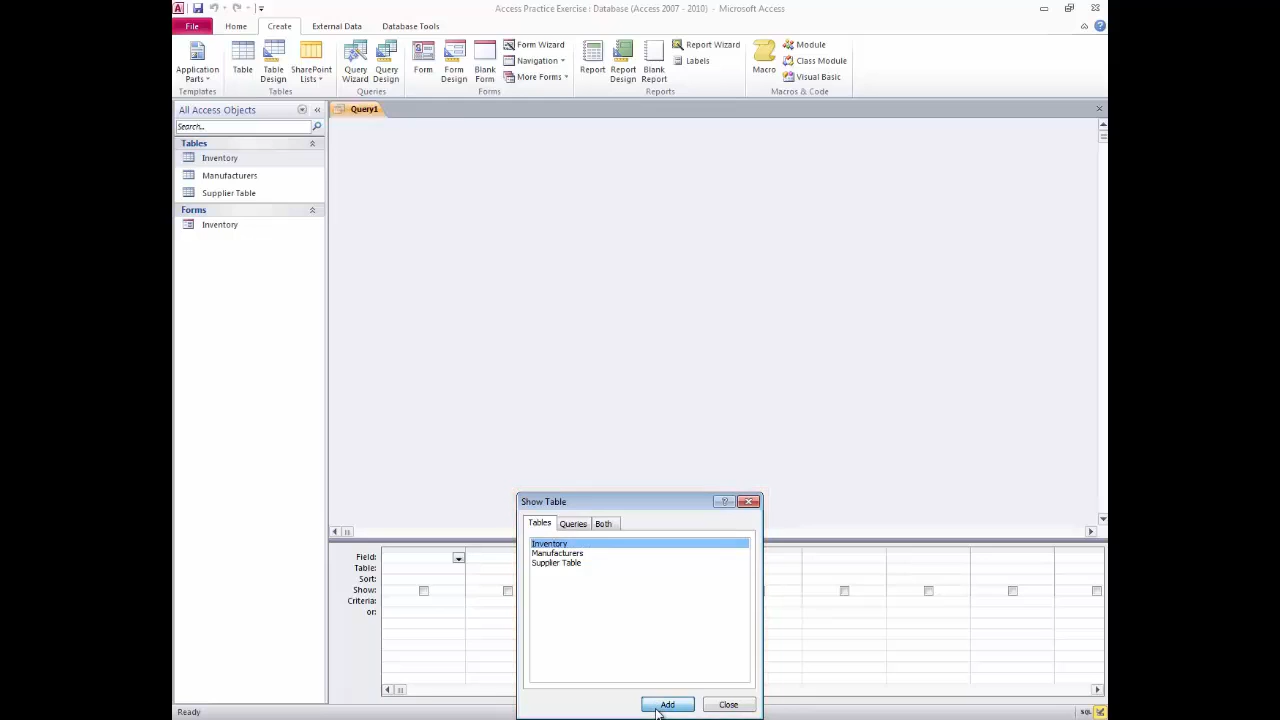 Access Practice Exercise : Database (Access 2007 - 2010) - Microsoft Access
File Home Create External Data Database Tools
Application Parts
Table
Table Design
SharePoint Lists
Query Wizard
Query Design
Form
Form Design
Blank Form
Form Wizard
Navigation
More Forms
Report
Report Design
Blank Report
Report Wizard
Labels
Macro
Module
Class Module
Visual Basic
Templates Tables Queries Forms Reports Macros & Code
All Access Objects
Search...
Tables
Inventory
Manufacturers
Supplier Table
Forms
Inventory
Query1
Show Table
Tables Queries Both
Inventory
Manufacturers
Supplier Table
Add Close
Field:
Table:
Sort:
Show:
Criteria:
or:
Ready
SQL